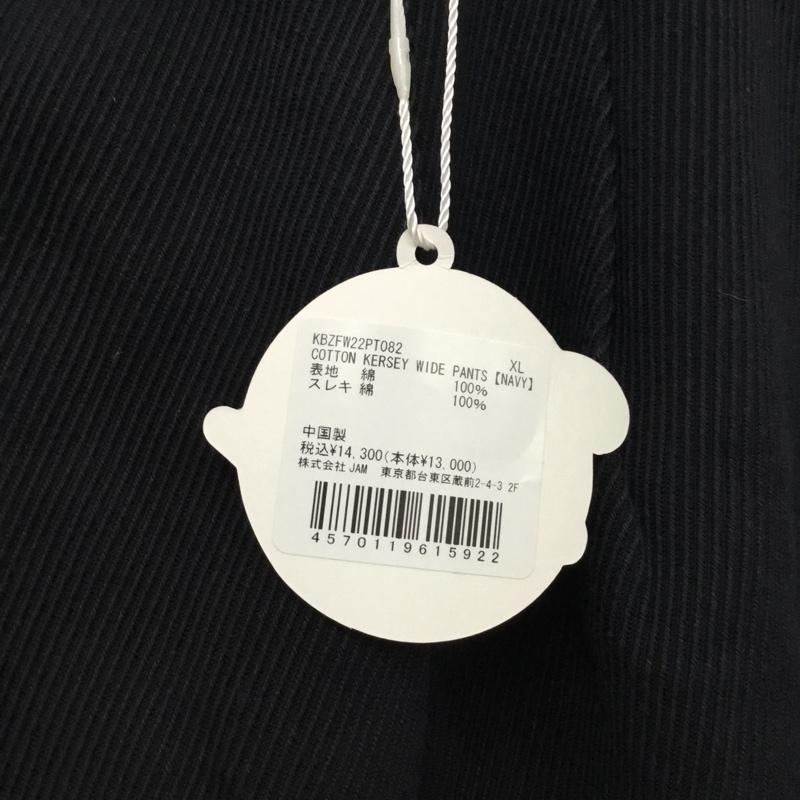 KBZFW22PT082 XL
COTTON KERSEY WIDE PANTS【NAVY】
表地 綿 100%
スレキ 綿 100%
中国製
税込¥14,300(本体¥13,000)
株式会社 JAM 東京都台東区蔵前2-4-3 2F
4570119615922